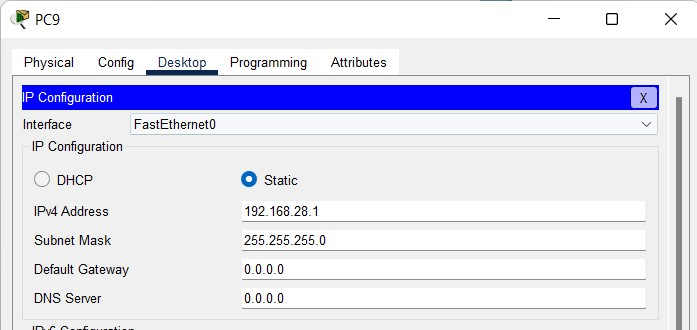 PC9
Physical Config Desktop Programming Attributes
IP Configuration X
Interface FastEthernet0
IP Configuration
DHCP Static
IPv4 Address 192.168.28.1
Subnet Mask 255.255.255.0
Default Gateway 0.0.0.0
DNS Server 0.0.0.0
IPv6 Configuration